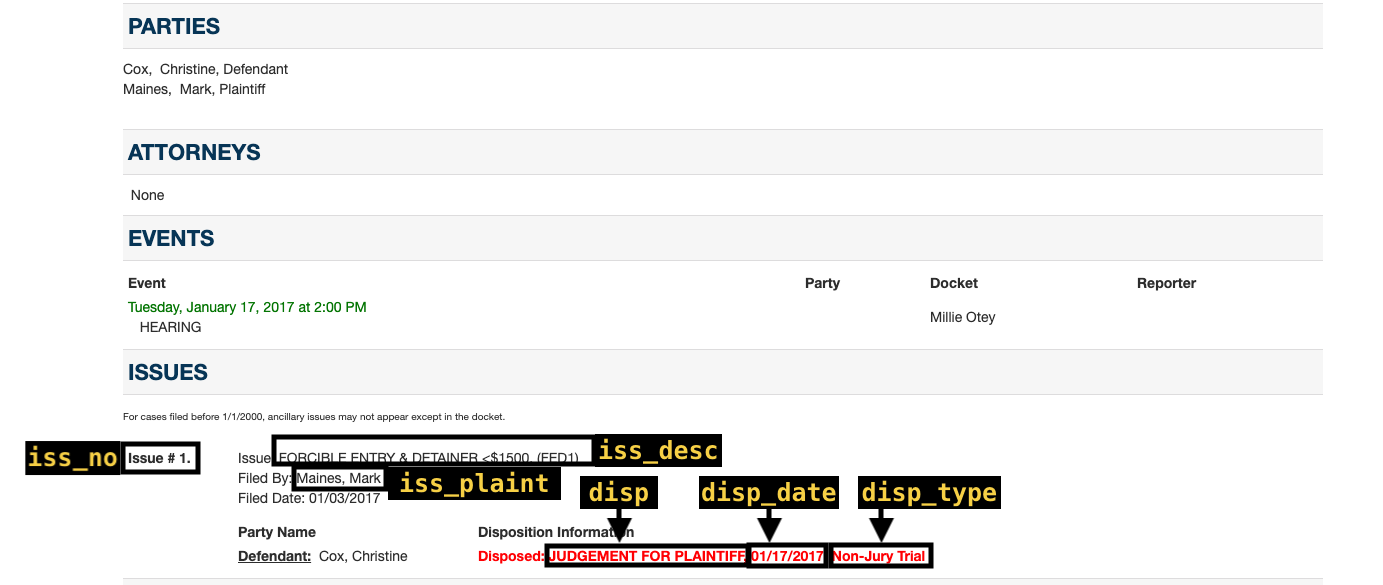 PARTIES
Cox, Christine, Defendant
Maines, Mark, Plaintiff
ATTORNEYS
None
EVENTS
Event Party Docket Reporter
Tuesday, January 17, 2017 at 2:00 PM
HEARING
Millie Otey
ISSUES
For cases filed before 1/1/2000, ancillary issues may not appear except in the docket.
iss_no Issue # 1. Issue FORCIBLE ENTRY & DETAINER <$1500 (FED1) iss_desc
Filed By: Maines, Mark iss_plaint
Filed Date: 01/03/2017
disp disp_date disp_type
Party Name Disposition Information
Defendant: Cox, Christine Disposed: JUDGEMENT FOR PLAINTIFF 01/17/2017 Non-Jury Trial